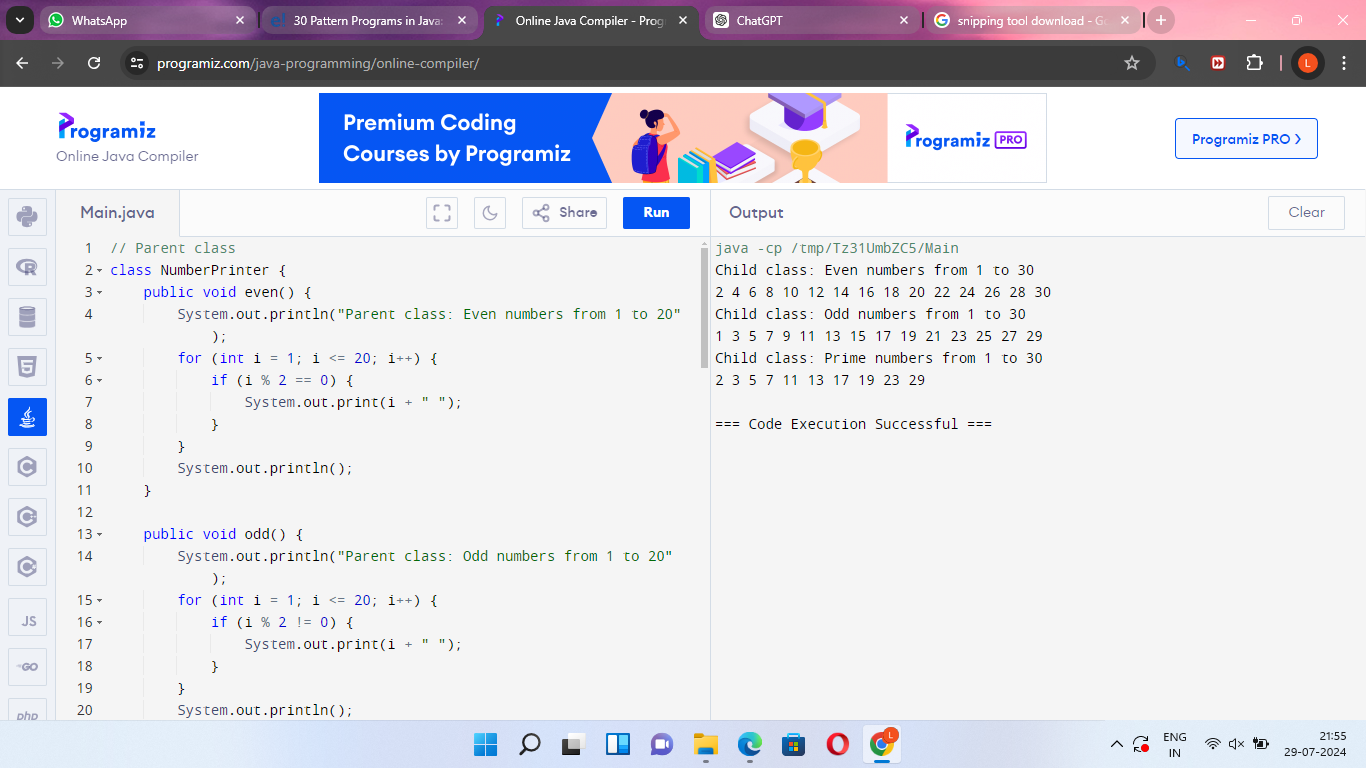 WhatsApp
30 Pattern Programs in Java:
Online Java Compiler - Prog
ChatGPT
snipping tool download - Go
programiz.com/java-programming/online-compiler/
L
Programiz
Online Java Compiler
Premium Coding
Courses by Programiz
Programiz PRO
Programiz PRO >
Main.java
Share
Run
Output
Clear
1 // Parent class
2 class NumberPrinter {
3 public void even() {
4 System.out.println("Parent class: Even numbers from 1 to 20"
);
5 for (int i = 1; i <= 20; i++) {
6 if (i % 2 == 0) {
7 System.out.print(i + " ");
8 }
9 }
10 System.out.println();
11 }
12
13 public void odd() {
14 System.out.println("Parent class: Odd numbers from 1 to 20"
);
15 for (int i = 1; i <= 20; i++) {
16 if (i % 2 != 0) {
17 System.out.print(i + " ");
18 }
19 }
20 System.out.println();
java -cp /tmp/Tz31UmbZC5/Main
Child class: Even numbers from 1 to 30
2 4 6 8 10 12 14 16 18 20 22 24 26 28 30
Child class: Odd numbers from 1 to 30
1 3 5 7 9 11 13 15 17 19 21 23 25 27 29
Child class: Prime numbers from 1 to 30
2 3 5 7 11 13 17 19 23 29
=== Code Execution Successful ===
R
5
C
C
C
JS
GO
php
L
ENG
IN
21:55
29-07-2024